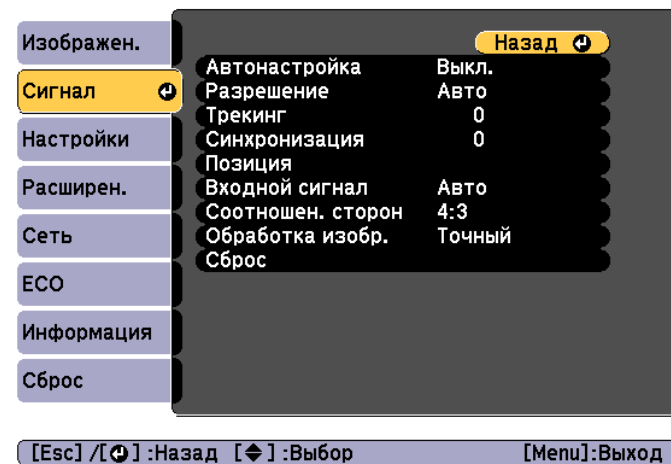 Изображен.
Сигнал
Настройки
Расширен.
Сеть
ECO
Информация
Сброс
Назад
Автонастройка Выкл.
Разрешение Авто
Трекинг 0
Синхронизация 0
Позиция
Входной сигнал Авто
Соотношен. сторон 4:3
Обработка изобр. Точный
Сброс
[Esc] /[ ] :Назад [ ] :Выбор [Menu]:Выход